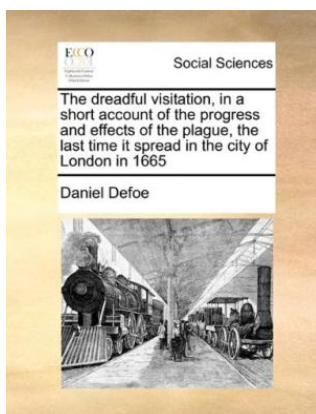 ECCO
Social Sciences
The dreadful visitation, in a
short account of the progress
and effects of the plague, the
last time it spread in the city of
London in 1665
Daniel Defoe